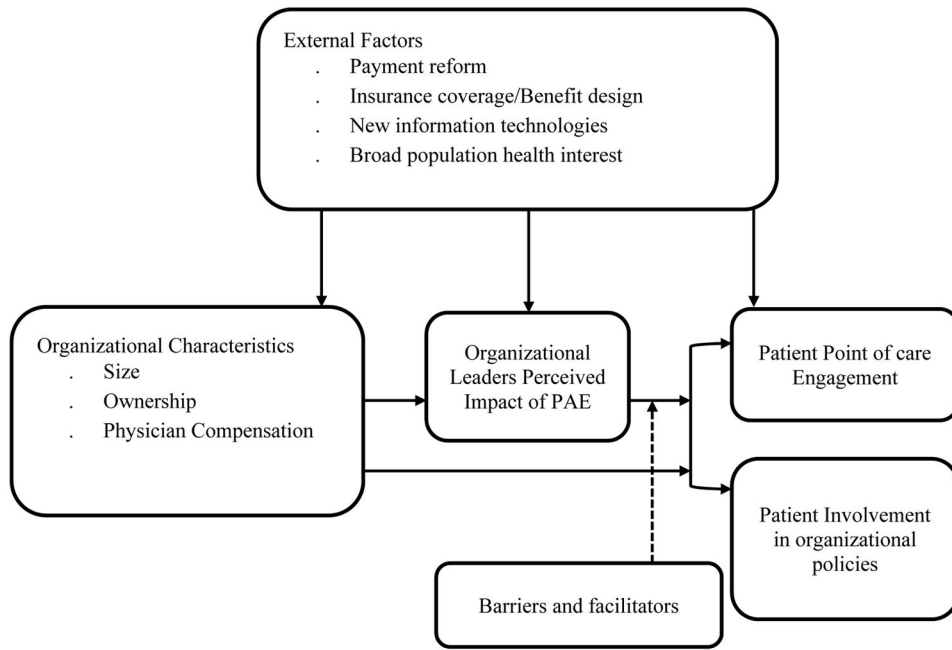 External Factors
. Payment reform
. Insurance coverage/Benefit design
. New information technologies
. Broad population health interest
Organizational Characteristics
. Size
. Ownership
. Physician Compensation
Organizational
Leaders Perceived
Impact of PAE
Patient Point of care
Engagement
Patient Involvement
in organizational
policies
Barriers and facilitators